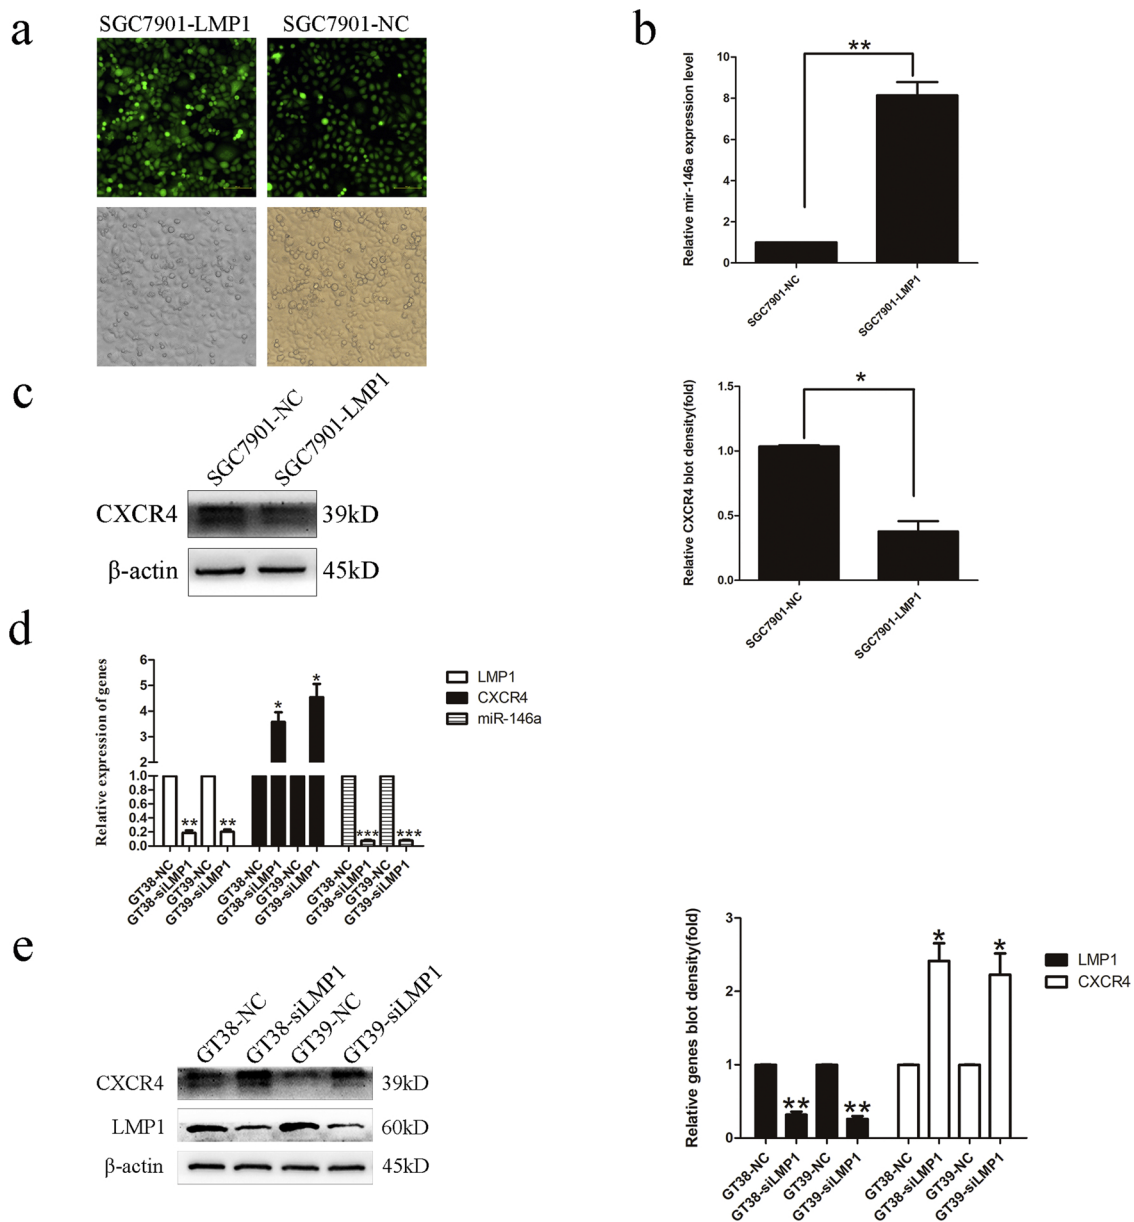 a
SGC7901-LMP1
SGC7901-NC
b
Relative mir-146a expression level
10
8
6
4
2
0
**
SGC7901-NC
SGC7901-LMP1
c
SGC7901-NC
SGC7901-LMP1
CXCR4
39kD
β-actin
45kD
Relative CXCR4 blot density(fold)
1.5
1.0
0.5
0.0
*
SGC7901-NC
SGC7901-LMP1
d
Relative expression of genes
6
5
4
3
2
1.0
0.8
0.6
0.4
0.2
0.0
** ** * * *** ***
GT38-NC
GT38-siLMP1
GT39-NC
GT39-siLMP1
GT38-NC
GT38-siLMP1
GT39-NC
GT39-siLMP1
GT38-NC
GT38-siLMP1
GT39-NC
GT39-siLMP1
LMP1
CXCR4
miR-146a
e
GT38-NC
GT38-siLMP1
GT39-NC
GT39-siLMP1
CXCR4
39kD
LMP1
60kD
β-actin
45kD
Relative genes blot density(fold)
3
2
1
0
** ** * *
GT38-NC
GT38-siLMP1
GT39-NC
GT39-siLMP1
GT38-NC
GT38-siLMP1
GT39-NC
GT39-siLMP1
LMP1
CXCR4